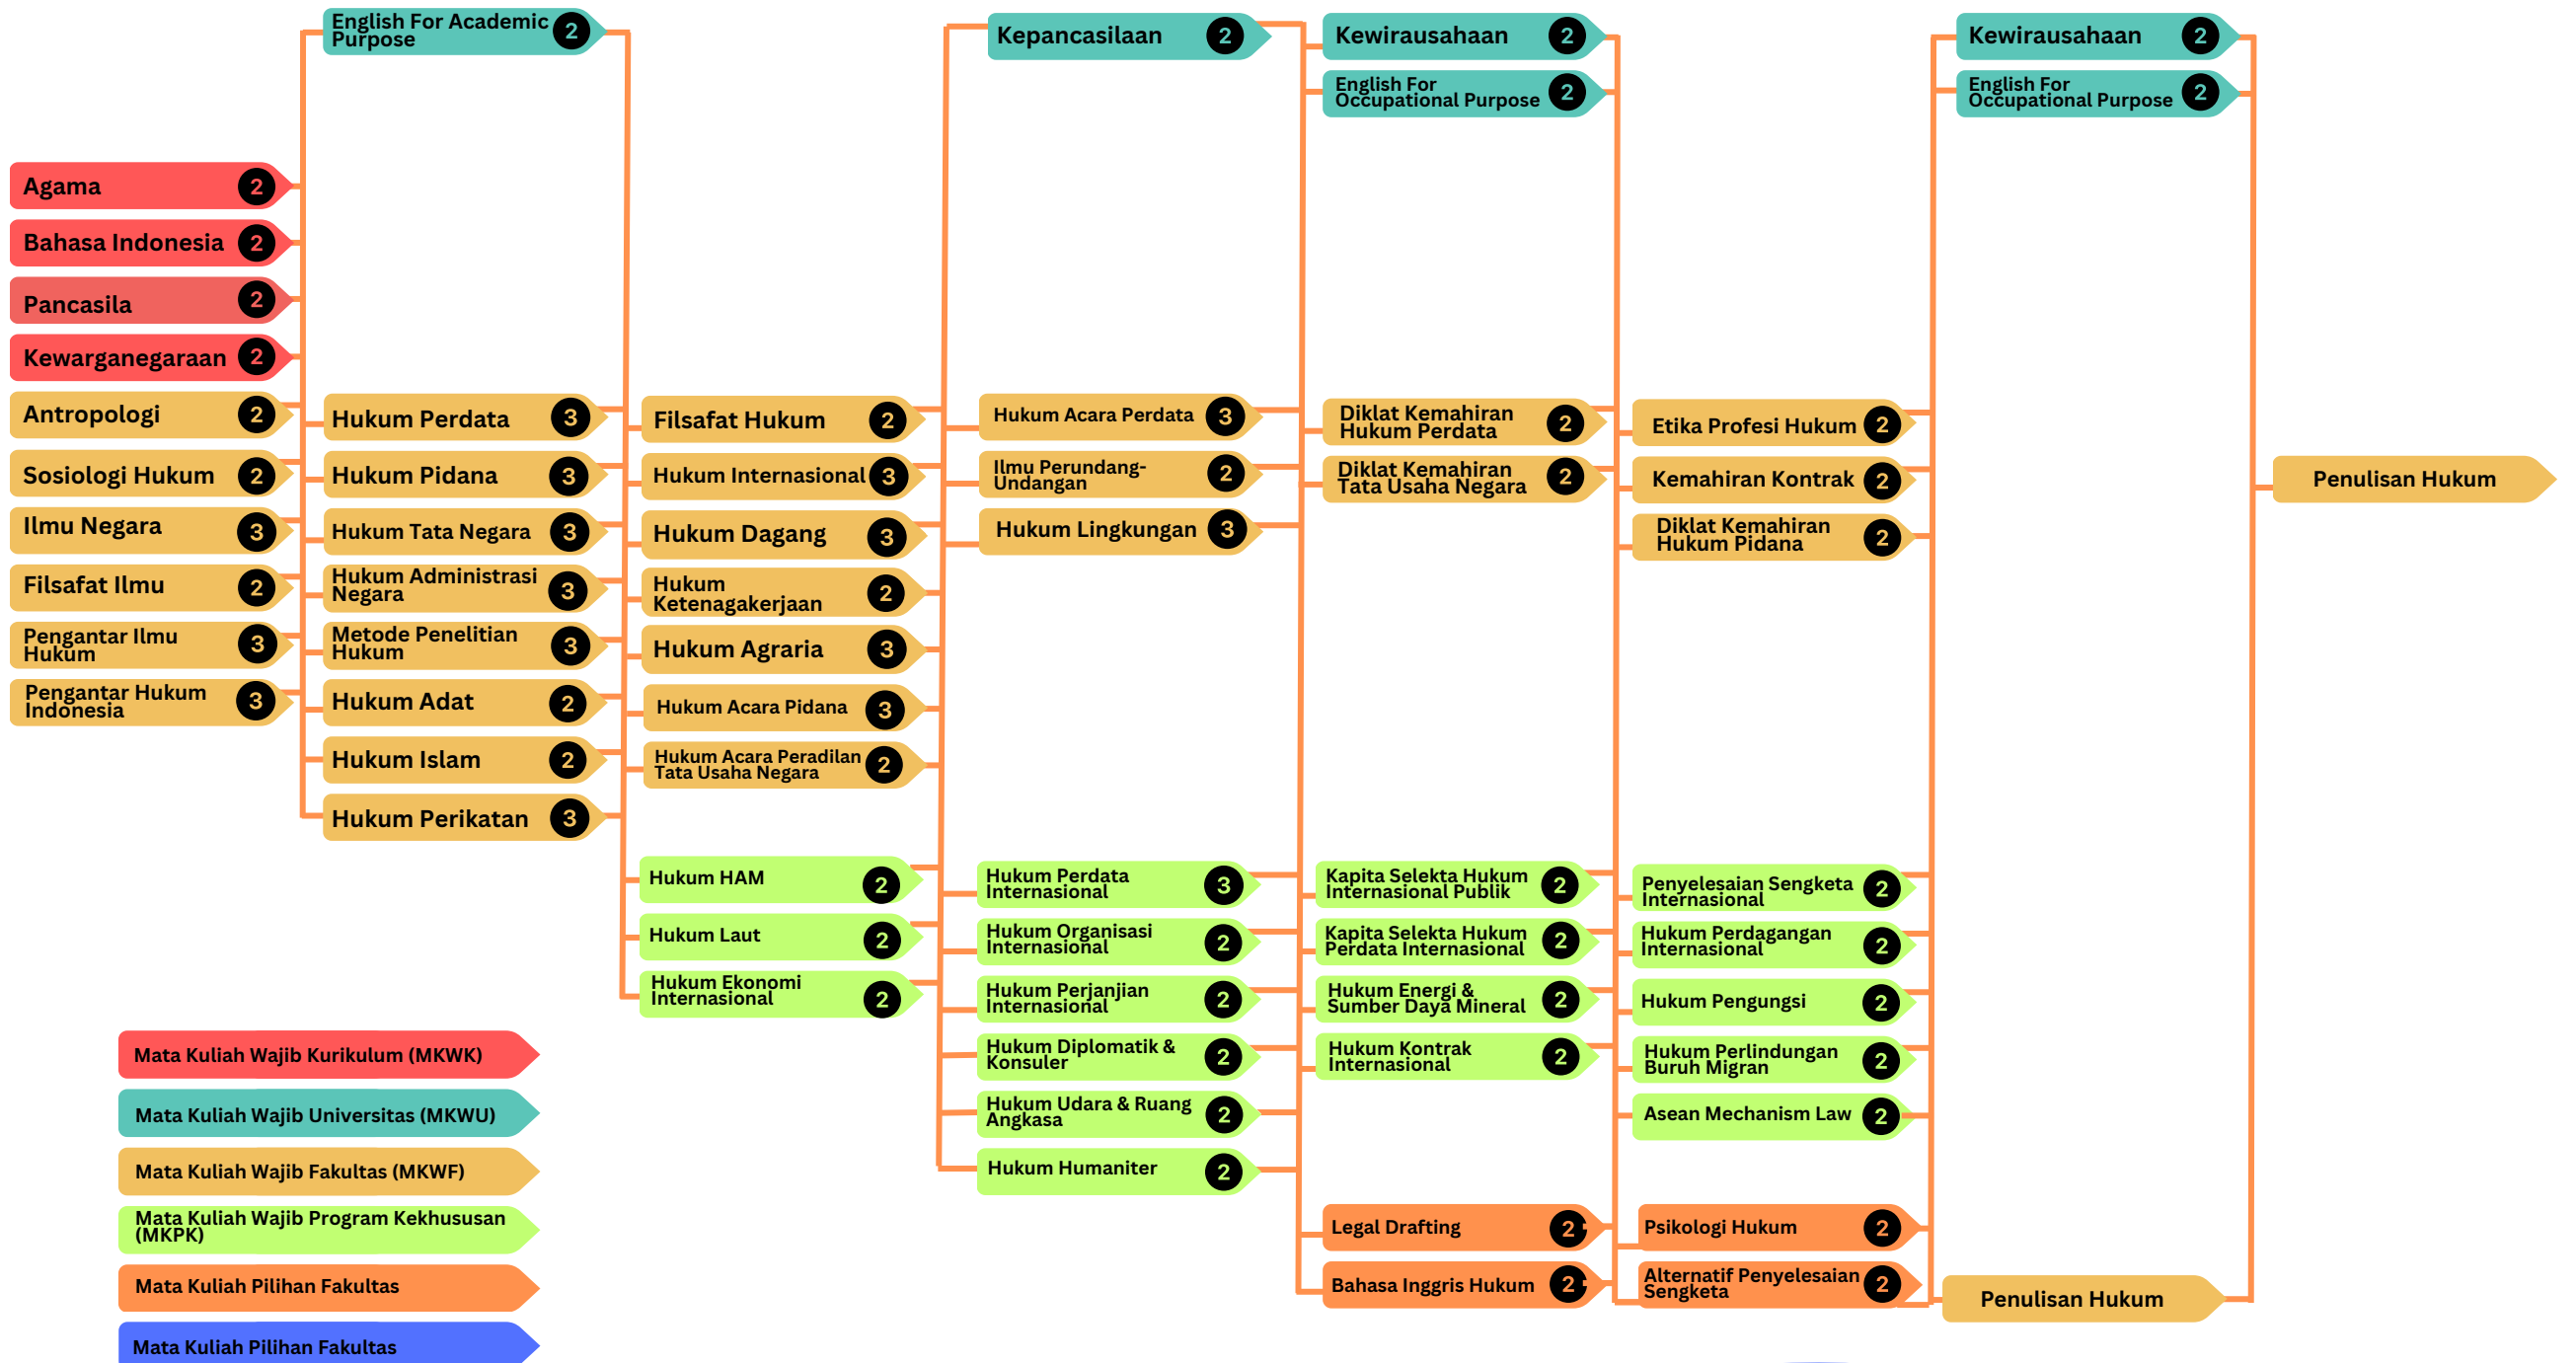 English For Academic
Purpose
2
Agama
2
Bahasa Indonesia
2
Pancasila
2
Kewarganegaraan
2
Antropologi
2
Sosiologi Hukum
2
Ilmu Negara
3
Filsafat Ilmu
2
Pengantar Ilmu
Hukum
3
Pengantar Hukum
Indonesia
3
Hukum Perdata
3
Hukum Pidana
3
Hukum Tata Negara
3
Hukum Administrasi
Negara
3
Metode Penelitian
Hukum
3
Hukum Adat
2
Hukum Islam
2
Hukum Perikatan
3
Filsafat Hukum
2
Hukum Internasional
3
Hukum Dagang
3
Hukum
Ketenagakerjaan
2
Hukum Agraria
3
Hukum Acara Pidana
3
Hukum Acara Peradilan
Tata Usaha Negara
2
Hukum HAM
2
Hukum Laut
2
Hukum Ekonomi
Internasional
2
Kepancasilaan
2
Hukum Acara Perdata
3
Ilmu Perundang-
Undangan
2
Hukum Lingkungan
3
Hukum Perdata
Internasional
3
Hukum Organisasi
Internasional
2
Hukum Perjanjian
Internasional
2
Hukum Diplomatik &
Konsuler
2
Hukum Udara & Ruang
Angkasa
2
Hukum Humaniter
2
Kewirausahaan
2
English For
Occupational Purpose
2
Diklat Kemahiran
Hukum Perdata
2
Diklat Kemahiran
Tata Usaha Negara
2
Kapita Selekta Hukum
Internasional Publik
2
Kapita Selekta Hukum
Perdata Internasional
2
Hukum Energi &
Sumber Daya Mineral
2
Hukum Kontrak
Internasional
2
Legal Drafting
2
Bahasa Inggris Hukum
2
Etika Profesi Hukum
2
Kemahiran Kontrak
2
Diklat Kemahiran
Hukum Pidana
2
Penyelesaian Sengketa
Internasional
2
Hukum Perdagangan
Internasional
2
Hukum Pengungsi
2
Hukum Perlindungan
Buruh Migran
2
Asean Mechanism Law
2
Psikologi Hukum
2
Alternatif Penyelesaian
Sengketa
2
Kewirausahaan
2
English For
Occupational Purpose
2
Penulisan Hukum
Penulisan Hukum
Mata Kuliah Wajib Kurikulum (MKWK)
Mata Kuliah Wajib Universitas (MKWU)
Mata Kuliah Wajib Fakultas (MKWF)
Mata Kuliah Wajib Program Kekhususan
(MKPK)
Mata Kuliah Pilihan Fakultas
Mata Kuliah Pilihan Fakultas